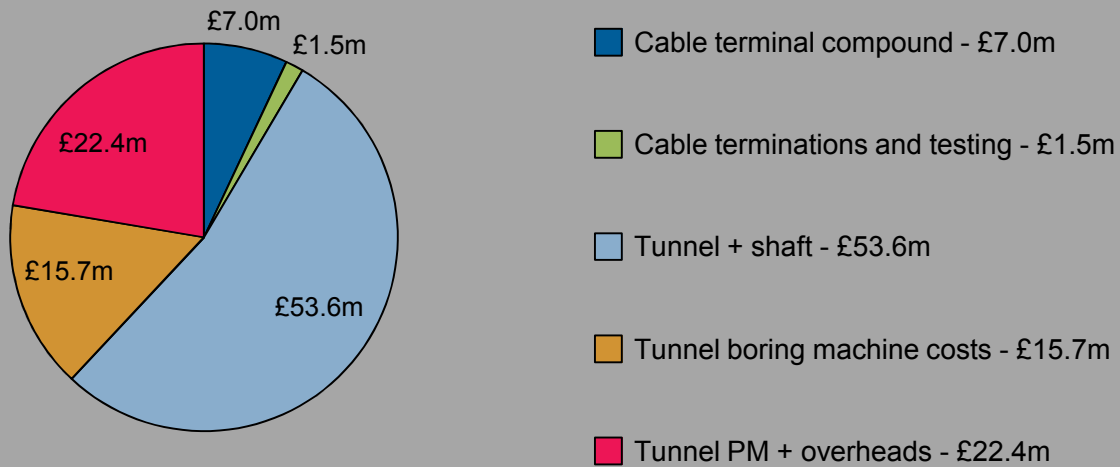 £7.0m
£1.5m
£22.4m
£15.7m
£53.6m
Cable terminal compound - £7.0m
Cable terminations and testing - £1.5m
Tunnel + shaft - £53.6m
Tunnel boring machine costs - £15.7m
Tunnel PM + overheads - £22.4m